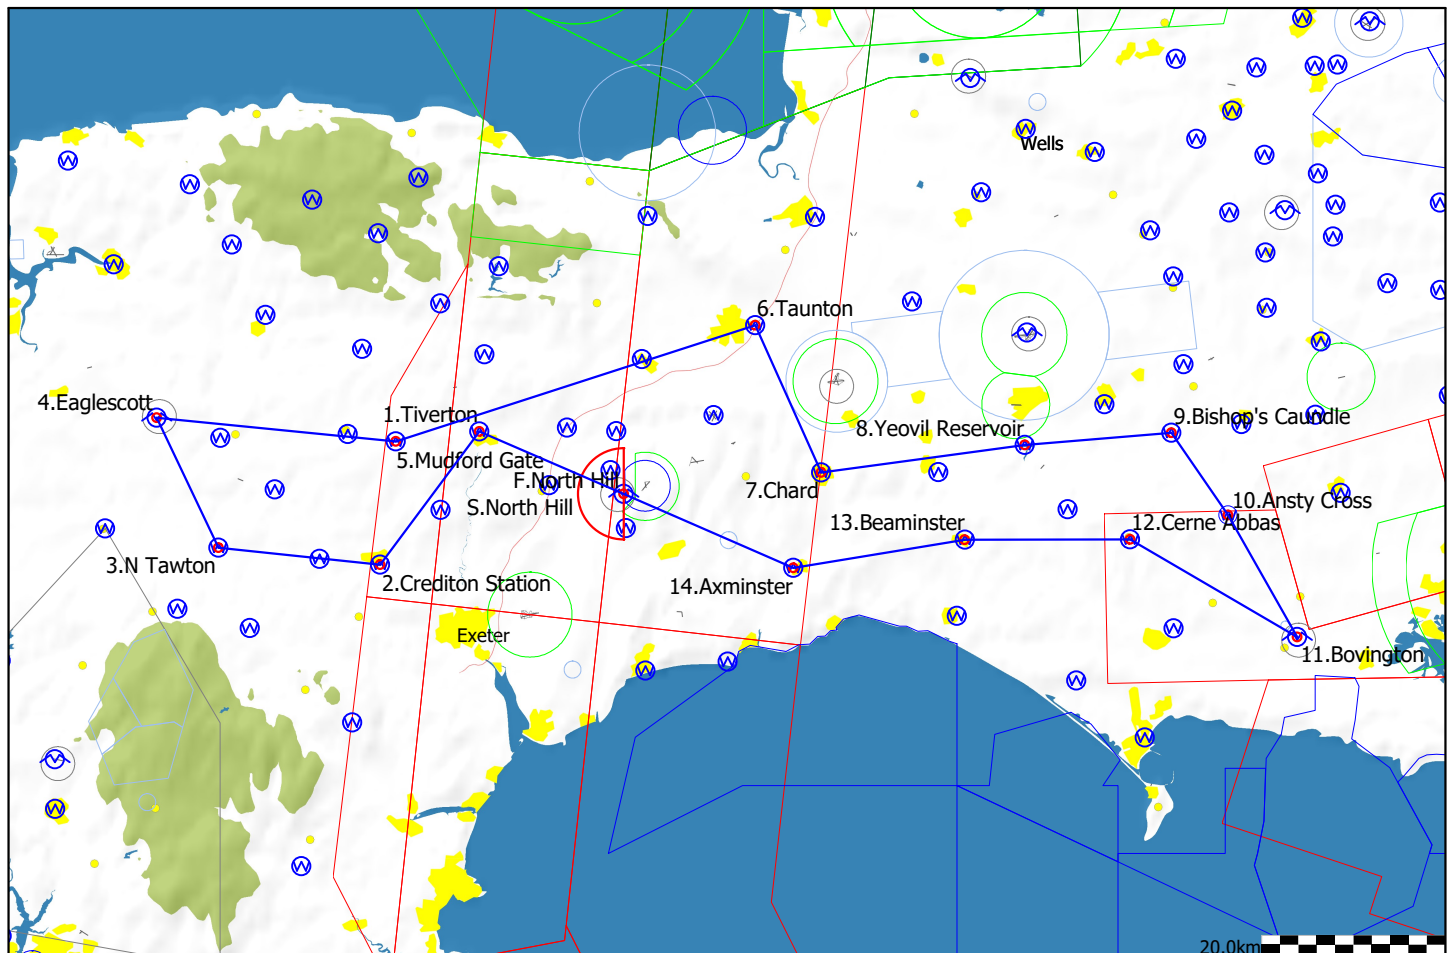 Wells
6.Taunton
4.Eaglescott
1.Tiverton
9.Bishop's Caundle
8.Yeovil Reservoir
5.Mudford Gate
F.North Hill
7.Chard
10.Ansty Cross
S.North Hill
13.Beaminster
12.Cerne Abbas
3.N Tawton
2.Crediton Station
14.Axminster
Exeter
11.Bovington
20.0km